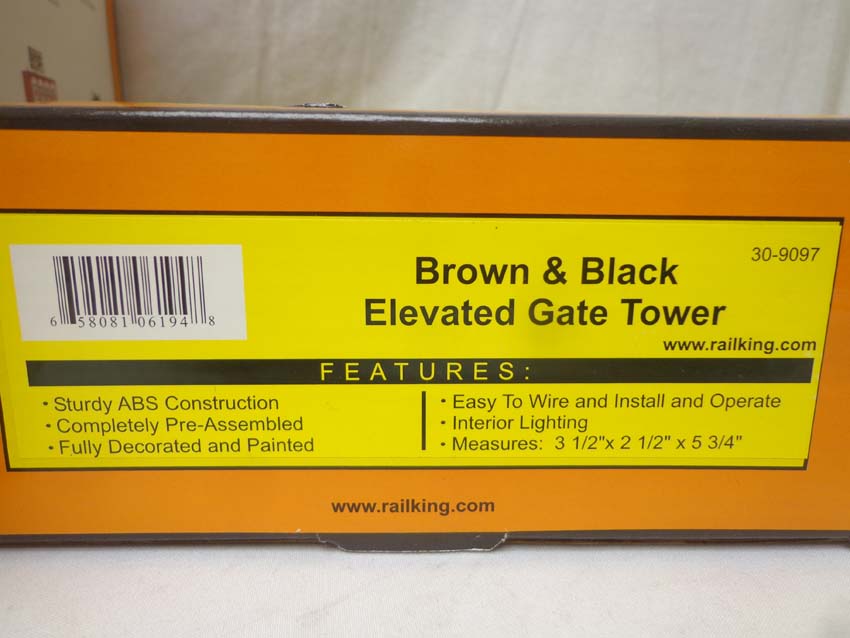 30-9097
Brown & Black
Elevated Gate Tower
www.railking.com
6 58081 06194 8
FEATURES:
• Sturdy ABS Construction
• Completely Pre-Assembled
• Fully Decorated and Painted
• Easy To Wire and Install and Operate
• Interior Lighting
• Measures: 3 1/2"x 2 1/2" x 5 3/4"
www.railking.com